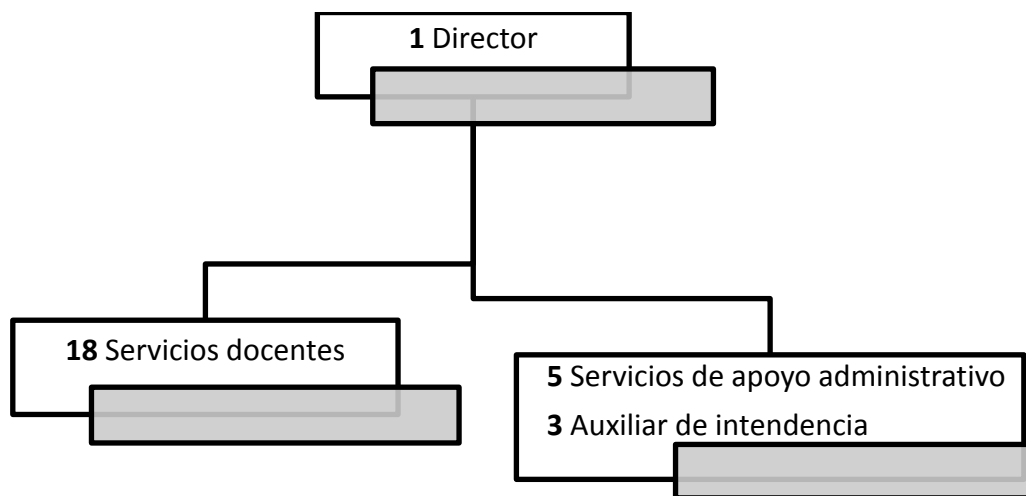 1 Director
18 Servicios docentes
5 Servicios de apoyo administrativo
3 Auxiliar de intendencia